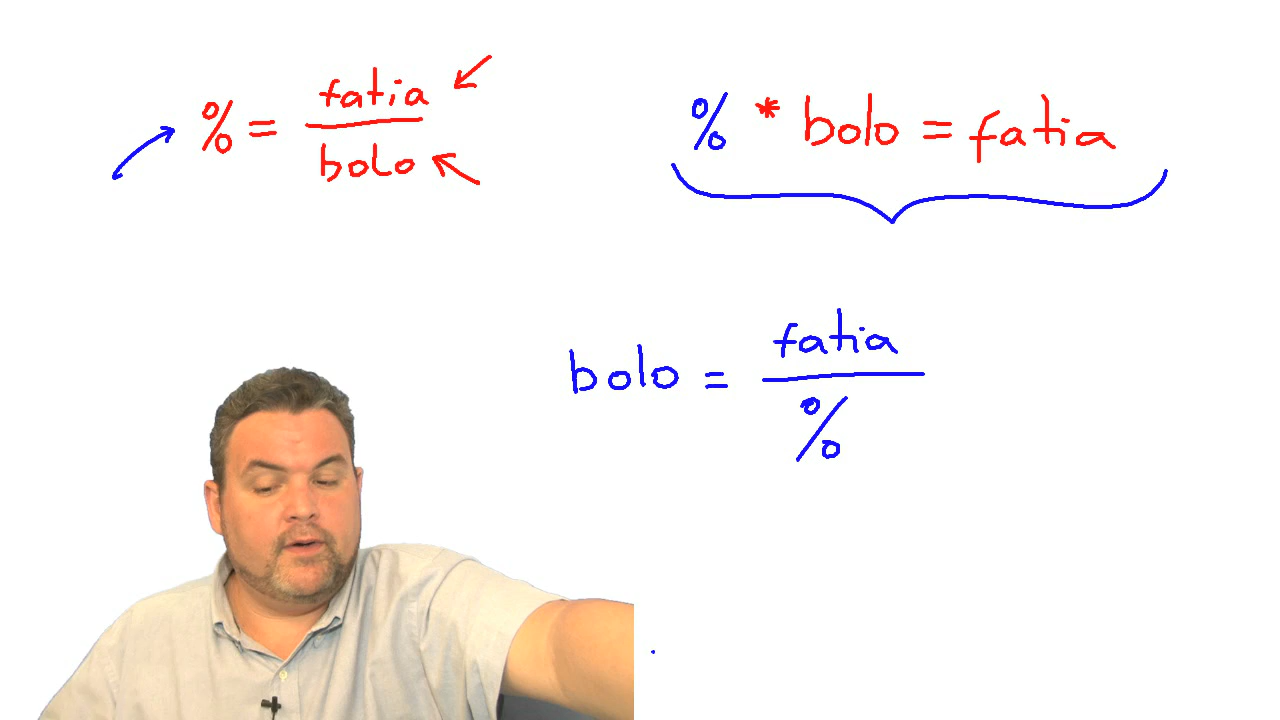 % = fatia
bolo
% * bolo = fatia
bolo = fatia
%